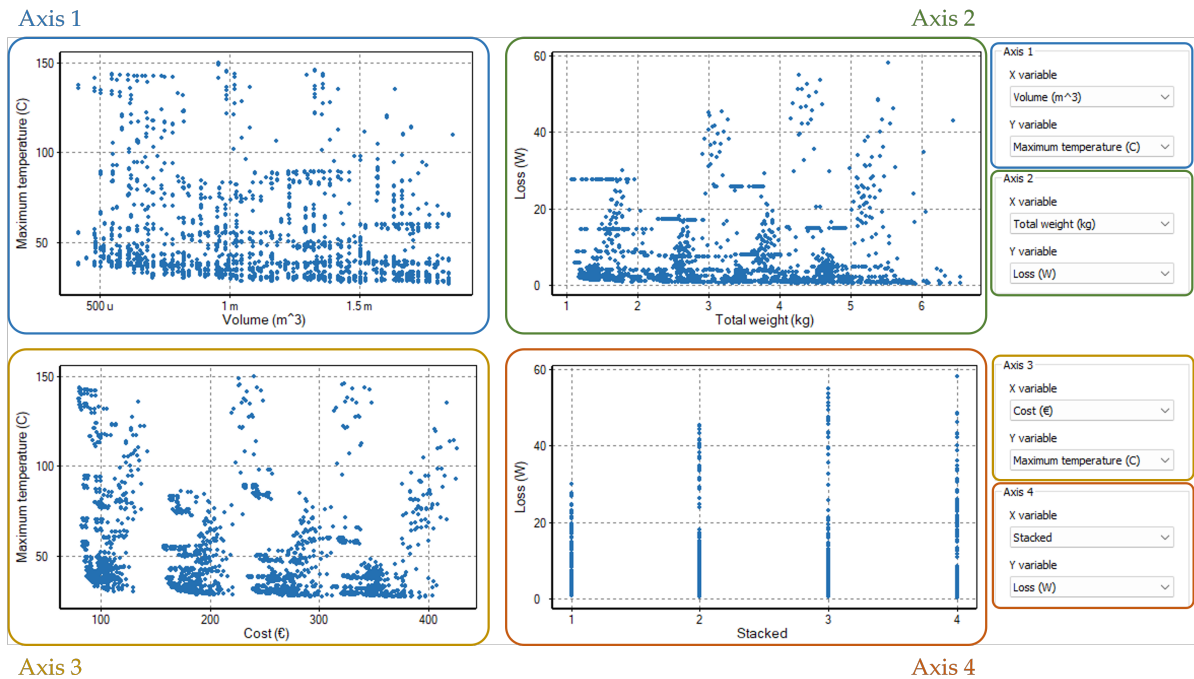 Axis 1
Axis 2
150
100
50
Maximum temperature (C)
500 u
1 m
1.5 m
Volume (m^3)
60
40
20
0
Loss (W)
1
2
3
4
5
6
Total weight (kg)
Axis 1
X variable
Volume (m^3)
Y variable
Maximum temperature (C)
Axis 2
X variable
Total weight (kg)
Y variable
Loss (W)
150
100
50
Maximum temperature (C)
100
200
300
400
Cost (€)
60
40
20
0
Loss (W)
1
2
3
4
Stacked
Axis 3
X variable
Cost (€)
Y variable
Maximum temperature (C)
Axis 4
X variable
Stacked
Y variable
Loss (W)
Axis 3
Axis 4